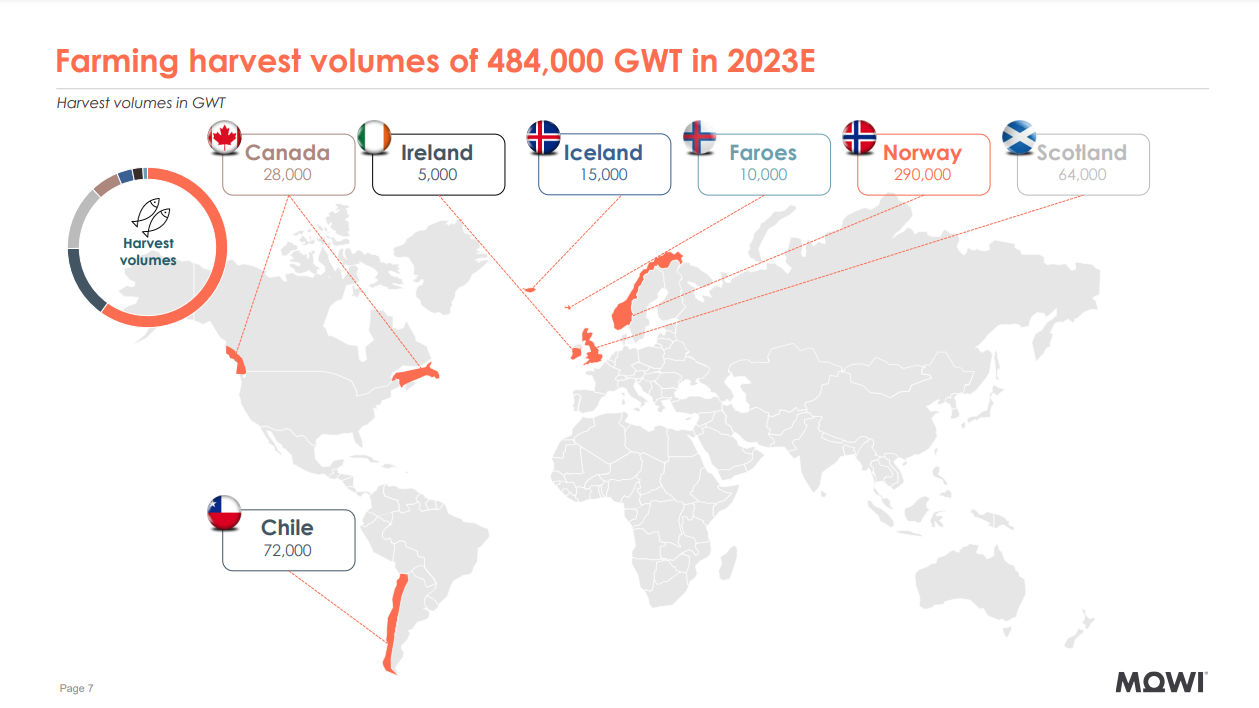 Farming harvest volumes of 484,000 GWT in 2023E
Harvest volumes in GWT
Canada
28,000
Ireland
5,000
Iceland
15,000
Faroes
10,000
Norway
290,000
Scotland
64,000
Harvest
volumes
Chile
72,000
Page 7
MOWI